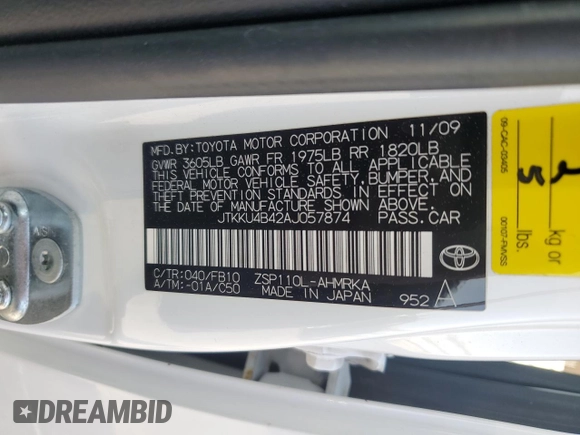 MFD.BY:TOYOTA MOTOR CORPORATION 11/09
GVWR 3605LB GAWR FR 1975LB RR 1820LB
THIS VEHICLE CONFORMS TO ALL APPLICABLE
FEDERAL MOTOR VEHICLE SAFETY, BUMPER, AND
THEFT PREVENTION STANDARDS IN EFFECT ON
THE DATE OF MANUFACTURE SHOWN ABOVE.
JTKKU4B42AJ057874 PASS.CAR
C/TR:040/FB10 ZSP110L-AHMRKA
A/TM:-01A/C50 MADE IN JAPAN
952 A
kg or
lbs.
DREAMBID